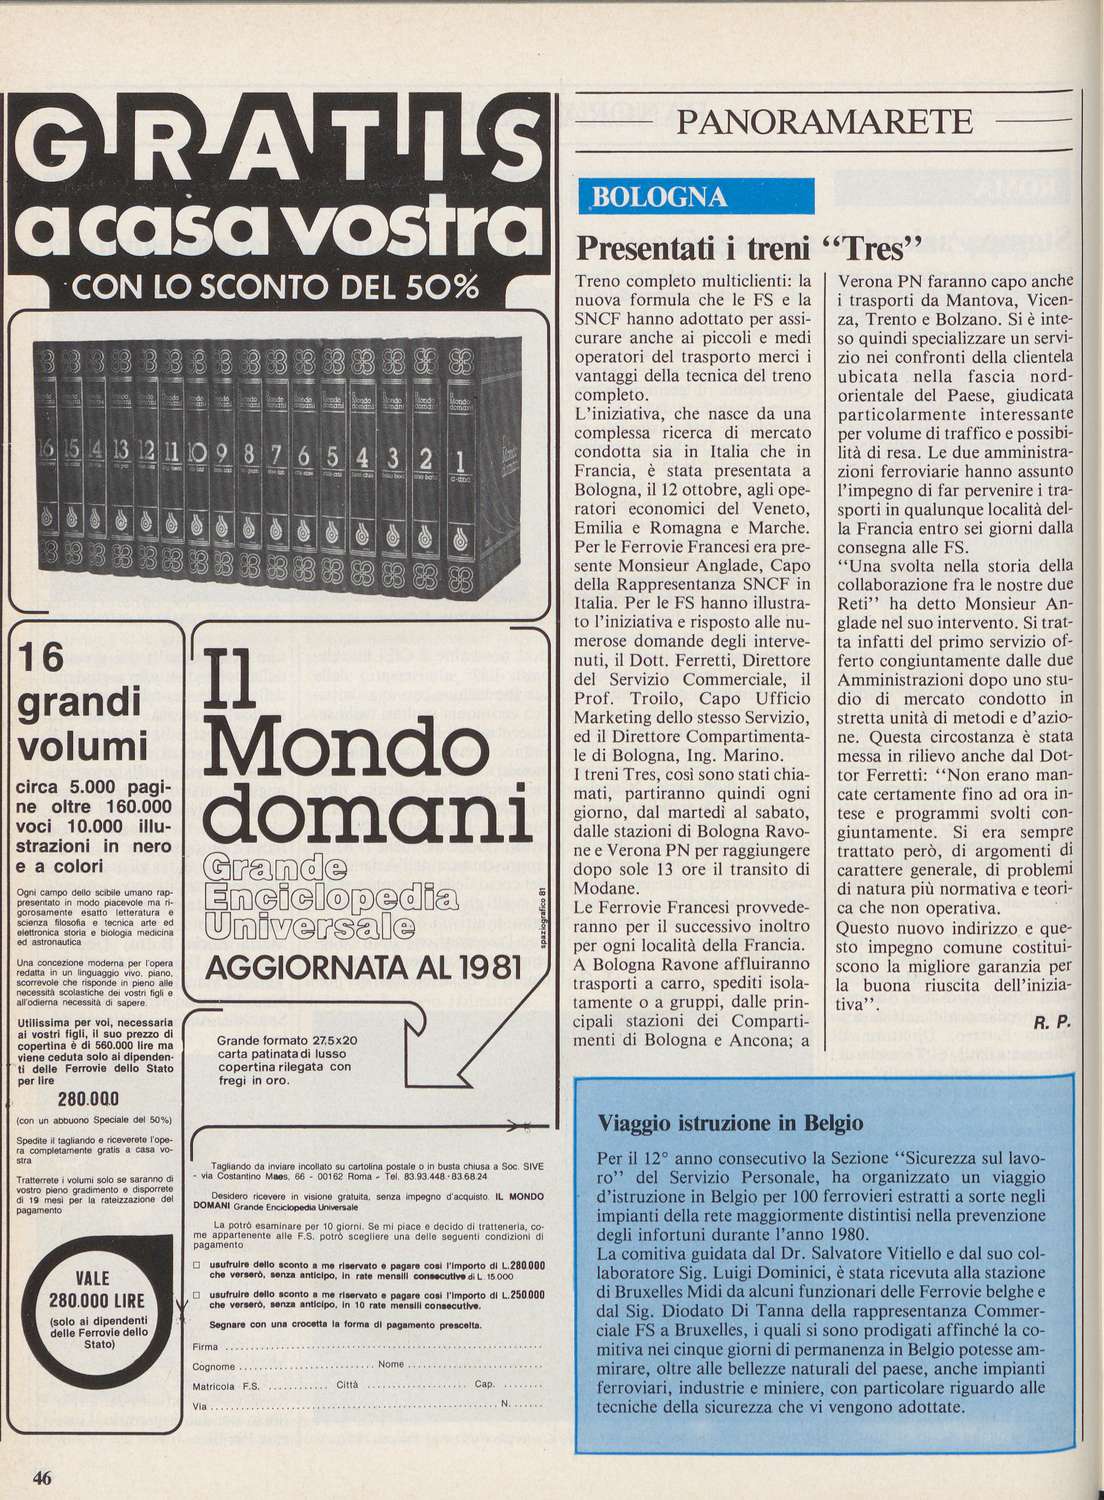 GRATIS
a casa vostra
CON LO SCONTO DEL 50%
16 15 14 13 12 11 10 9 8 7 6 5 4 3 2 1
16
grandi
volumi
circa 5.000 pagi-
ne oltre 160.000
voci 10.000 illu-
strazioni in nero
e a colori
Ogni campo dello scibile umano rap-
presentato in modo piacevole ma ri-
gorosamente esatto letteratura e
scienza filosofia e tecnica arte ed
elettronica storia e biologia medicina
ed astronautica
Una concezione moderna per l'opera
redatta in un linguaggio vivo, piano,
scorrevole che risponde in pieno alle
necessità scolastiche dei vostri figli e
all'odierna necessità di sapere.
Utilissima per voi, necessaria
ai vostri figli, il suo prezzo di
copertina è di 560.000 lire ma
viene ceduta solo ai dipenden-
ti delle Ferrovie dello Stato
per lire
280.000
(con un abbuono Speciale del 50%)
Spedite il tagliando e riceverete l'ope-
ra completamente gratis a casa vo-
stra
Tratterrete i volumi solo se saranno di
vostro pieno gradimento e disporrete
di 19 mesi per la rateizzazione del
pagamento
VALE
280.000 LIRE
(solo ai dipendenti
delle Ferrovie dello
Stato)
Il
Mondo
domani
Grande
Enciclopedia
Universale
AGGIORNATA AL 1981
spaziografico 81
Grande formato 27.5x20
carta patinata di lusso
copertina rilegata con
fregi in oro.
Tagliando da inviare incollato su cartolina postale o in busta chiusa a Soc. SIVE
- via Costantino Maes, 66 - 00162 Roma - Tel. 83.93.448 - 83.68.24
Desidero ricevere in visione gratuita, senza impegno d'acquisto. IL MONDO
DOMANI Grande Enciclopedia Universale
La potrò esaminare per 10 giorni. Se mi piace e decido di trattenerla, co-
me appartenente alle F.S. potrò scegliere una delle seguenti condizioni di
pagamento
□ usufruire dello sconto a me riservato e pagare così l'importo di L.280.000
che verserò, senza anticipo, in rate mensili consecutive di L. 15.000
□ usufruire dello sconto a me riservato e pagare così l'importo di L.250.000
che verserò, senza anticipo, in 10 rate mensili consecutive.
Segnare con una crocetta la forma di pagamento prescelta.
Firma ..........
Cognome .......... Nome ..........
Matricola F.S. .......... Città .......... Cap. ..........
Via .......... N. ......
46
PANORAMARETE
BOLOGNA
Presentati i treni “Tres”
Treno completo multiclienti: la
nuova formula che le FS e la
SNCF hanno adottato per assi-
curare anche ai piccoli e medi
operatori del trasporto merci i
vantaggi della tecnica del treno
completo.
L'iniziativa, che nasce da una
complessa ricerca di mercato
condotta sia in Italia che in
Francia, è stata presentata a
Bologna, il 12 ottobre, agli ope-
ratori economici del Veneto,
Emilia e Romagna e Marche.
Per le Ferrovie Francesi era pre-
sente Monsieur Anglade, Capo
della Rappresentanza SNCF in
Italia. Per le FS hanno illustra-
to l'iniziativa e risposto alle nu-
merose domande degli interve-
nuti, il Dott. Ferretti, Direttore
del Servizio Commerciale, il
Prof. Troilo, Capo Ufficio
Marketing dello stesso Servizio,
ed il Direttore Compartimenta-
le di Bologna, Ing. Marino.
I treni Tres, così sono stati chia-
mati, partiranno quindi ogni
giorno, dal martedì al sabato,
dalle stazioni di Bologna Ravo-
ne e Verona PN per raggiungere
dopo sole 13 ore il transito di
Modane.
Le Ferrovie Francesi provvede-
ranno per il successivo inoltro
per ogni località della Francia.
A Bologna Ravone affluiranno
trasporti a carro, spediti isola-
tamente o a gruppi, dalle prin-
cipali stazioni dei Comparti-
menti di Bologna e Ancona; a
Verona PN faranno capo anche
i trasporti da Mantova, Vicen-
za, Trento e Bolzano. Si è inte-
so quindi specializzare un servi-
zio nei confronti della clientela
ubicata nella fascia nord-
orientale del Paese, giudicata
particolarmente interessante
per volume di traffico e possibi-
lità di resa. Le due amministra-
zioni ferroviarie hanno assunto
l'impegno di far pervenire i tra-
sporti in qualunque località del-
la Francia entro sei giorni dalla
consegna alle FS.
“Una svolta nella storia della
collaborazione fra le nostre due
Reti” ha detto Monsieur An-
glade nel suo intervento. Si trat-
ta infatti del primo servizio of-
ferto congiuntamente dalle due
Amministrazioni dopo uno stu-
dio di mercato condotto in
stretta unità di metodi e d'azio-
ne. Questa circostanza è stata
messa in rilievo anche dal Dot-
tor Ferretti: “Non erano man-
cate certamente fino ad ora in-
tese e programmi svolti con-
giuntamente. Si era sempre
trattato però, di argomenti di
carattere generale, di problemi
di natura più normativa e teori-
ca che non operativa.
Questo nuovo indirizzo e que-
sto impegno comune costitui-
scono la migliore garanzia per
la buona riuscita dell'inizia-
tiva”.
R. P.
Viaggio istruzione in Belgio
Per il 12° anno consecutivo la Sezione “Sicurezza sul lavo-
ro” del Servizio Personale, ha organizzato un viaggio
d'istruzione in Belgio per 100 ferrovieri estratti a sorte negli
impianti della rete maggiormente distintisi nella prevenzione
degli infortuni durante l'anno 1980.
La comitiva guidata dal Dr. Salvatore Vitiello e dal suo col-
laboratore Sig. Luigi Dominici, è stata ricevuta alla stazione
di Bruxelles Midi da alcuni funzionari delle Ferrovie belghe e
dal Sig. Diodato Di Tanna della rappresentanza Commer-
ciale FS a Bruxelles, i quali si sono prodigati affinché la co-
mitiva nei cinque giorni di permanenza in Belgio potesse am-
mirare, oltre alle bellezze naturali del paese, anche impianti
ferroviari, industrie e miniere, con particolare riguardo alle
tecniche della sicurezza che vi vengono adottate.